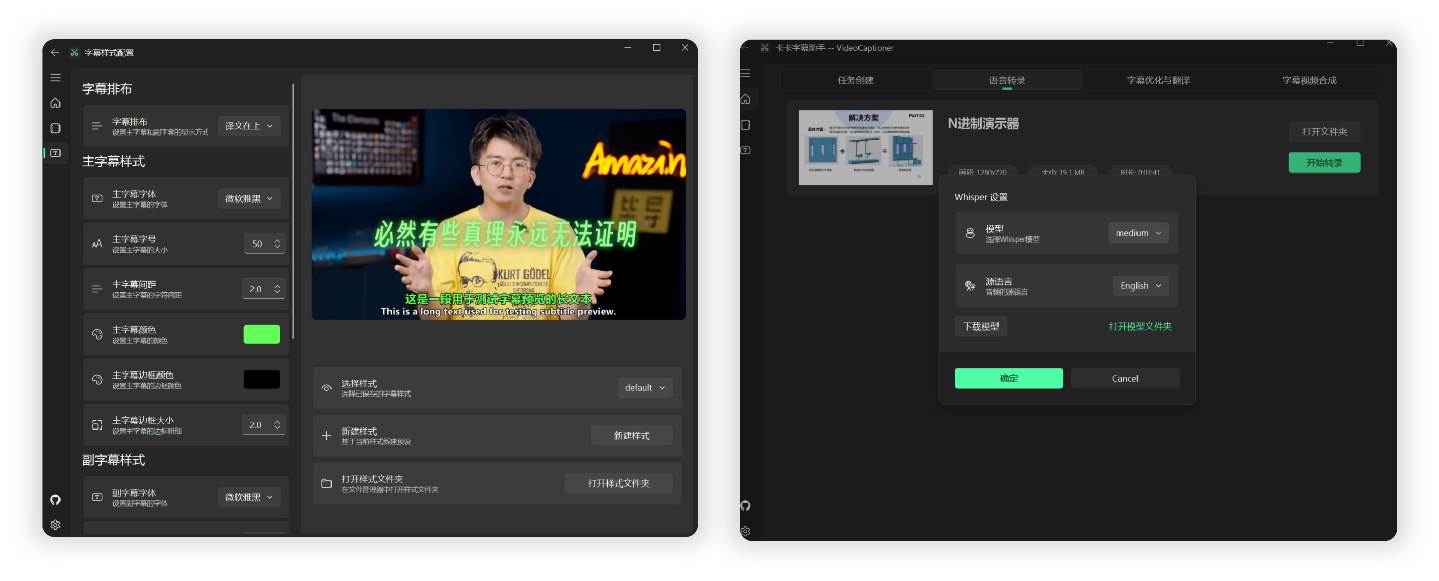 字幕样式配置
字幕排布
字幕排布
设置主字幕和副字幕的显示方式
译文在上
主字幕样式
主字幕字体
设置主字幕的字体
微软雅黑
主字幕字号
设置主字幕的大小
50
主字幕间距
设置主字幕的字符间距
2.0
主字幕颜色
设置主字幕的颜色
主字幕边框颜色
设置主字幕的边框颜色
主字幕边框大小
设置主字幕的边框粗细
2.0
副字幕样式
副字幕字体
设置副字幕的字体
微软雅黑
The Elements
Amazin
必然有些真理永远无法证明
KURT GÖDEL
这是一段用于测试字幕预览的长文本
This is a long text used for testing subtitle preview.
选择样式
选择已保存的字幕样式
default
新建样式
基于当前样式新建预设
新建样式
打开样式文件夹
在文件管理器中打开样式文件夹
打开样式文件夹
卡卡字幕助手 -- VideoCaptioner
任务创建
语音转录
字幕优化与翻译
字幕视频合成
解决方案
Part 02
N进制演示器
画质: 1280x720
大小: 19.1 MB
时长: 0:03:41
打开文件夹
开始转录
Whisper 设置
模型
选择Whisper模型
medium
源语言
音频的源语言
English
下载模型
打开模型文件夹
确定
Cancel